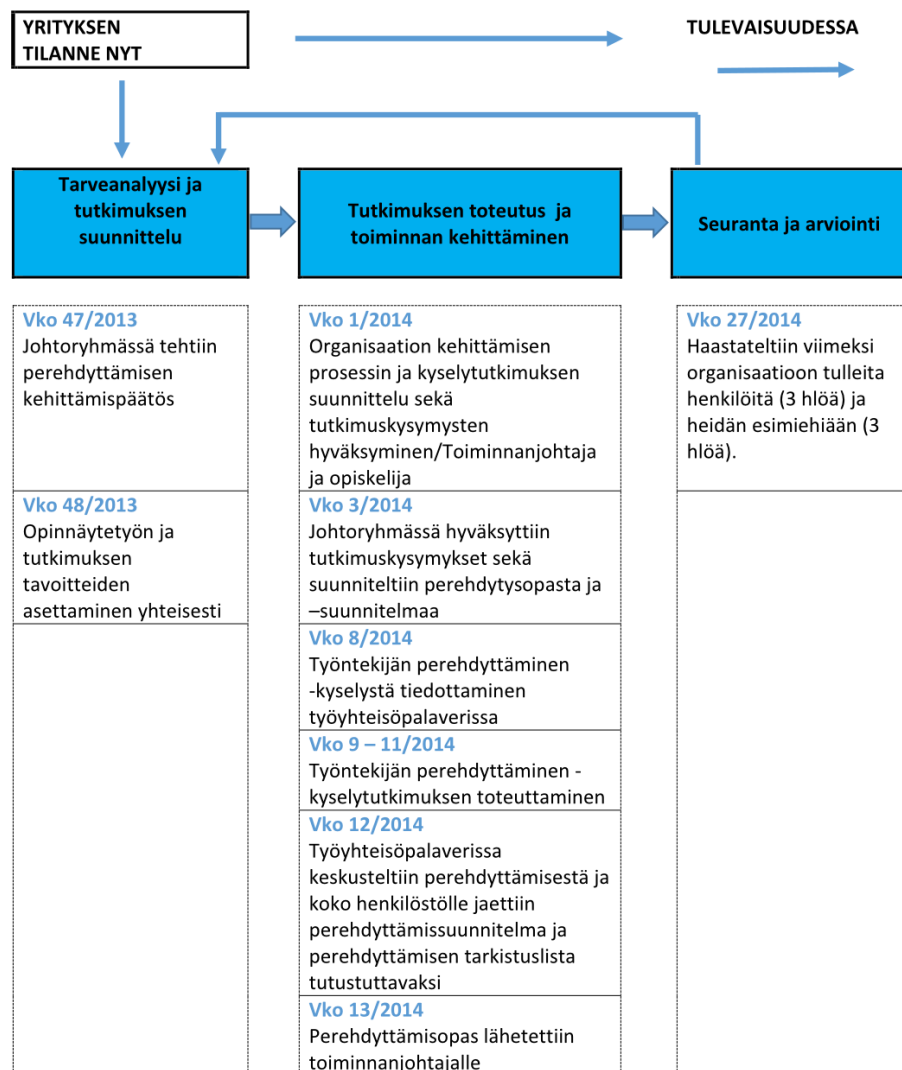 YRITYKSEN
TILANNE NYT
TULEVAISUUDESSA
Tarveanalyysi ja
tutkimuksen
suunnittelu
Tutkimuksen toteutus ja
toiminnan kehittäminen
Seuranta ja arviointi
Vko 47/2013
Johtoryhmässä tehtiin
perehdyttämisen
kehittämispäätös
Vko 48/2013
Opinnäytetyön ja
tutkimuksen
tavoitteiden
asettaminen yhteisesti
Vko 1/2014
Organisaation kehittämisen
prosessin ja kyselytutkimuksen
suunnittelu sekä
tutkimuskysymysten
hyväksyminen/Toiminnanjohtaja
ja opiskelija
Vko 3/2014
Johtoryhmässä hyväksyttiin
tutkimuskysymykset sekä
suunniteltiin perehdytysopasta ja
–suunnitelmaa
Vko 8/2014
Työntekijän perehdyttäminen
-kyselystä tiedottaminen
työyhteisöpalaverissa
Vko 9 – 11/2014
Työntekijän perehdyttäminen -
kyselytutkimuksen toteuttaminen
Vko 12/2014
Työyhteisöpalaverissa
keskusteltiin perehdyttämisestä ja
koko henkilöstölle jaettiin
perehdyttämissuunnitelma ja
perehdyttämisen tarkistuslista
tutustuttavaksi
Vko 13/2014
Perehdyttämisopas lähetettiin
toiminnanjohtajalle
Vko 27/2014
Haastateltiin viimeksi
organisaatioon tulleita
henkilöitä (3 hlöä) ja
heidän esimiehiään (3
hlöä).